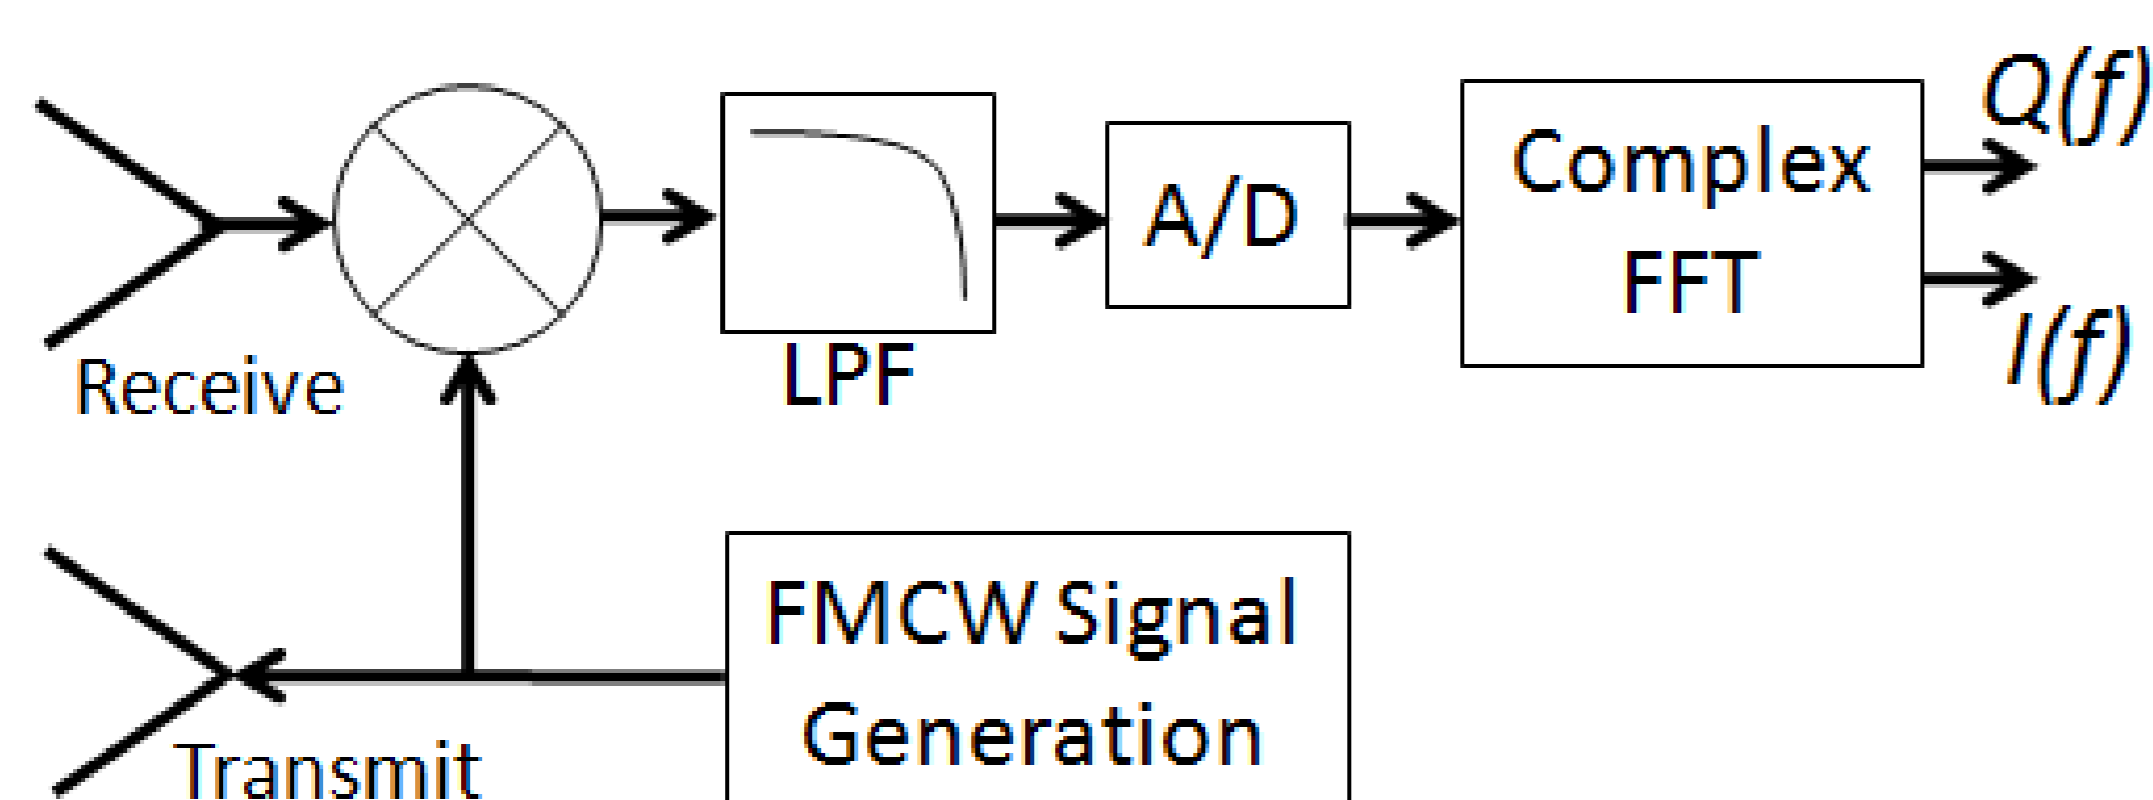 Q(f)
Complex
FFT
A/D
I(f)
Receive
LPF
FMCW Signal
Generation
Transmit